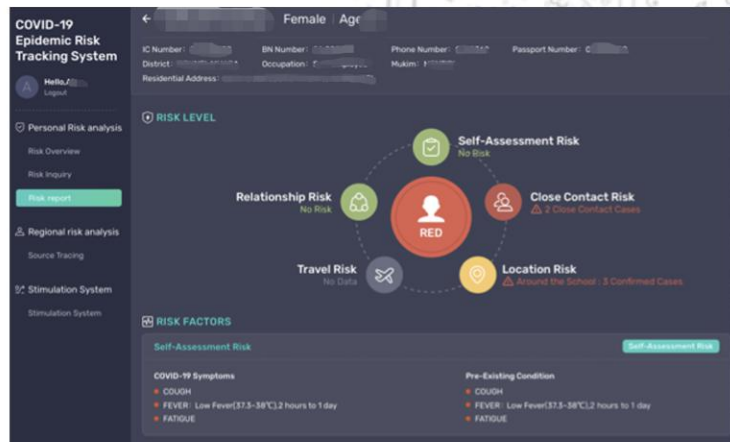 COVID-19
Epidemic Risk
Tracking System
Hello,
Logout
Personal Risk analysis
Risk Overview
Risk Inquiry
Risk report
Regional risk analysis
Source Tracing
Stimulation System
Stimulation System
← Female | Age
IC Number:
BN Number:
Phone Number:
Passport Number:
District:
Occupation:
Mukim:
Residential Address:
RISK LEVEL
Self-Assessment Risk
No Risk
Relationship Risk
No Risk
Close Contact Risk
2 Close Contact Cases
RED
Travel Risk
No Data
Location Risk
Around the School : 3 Confirmed Cases
RISK FACTORS
Self-Assessment Risk
Self-Assessment Risk
COVID-19 Symptoms
COUGH
FEVER: Low Fever(37.3-38℃),2 hours to 1 day
FATIGUE
Pre-Existing Condition
COUGH
FEVER: Low Fever(37.3-38℃),2 hours to 1 day
FATIGUE